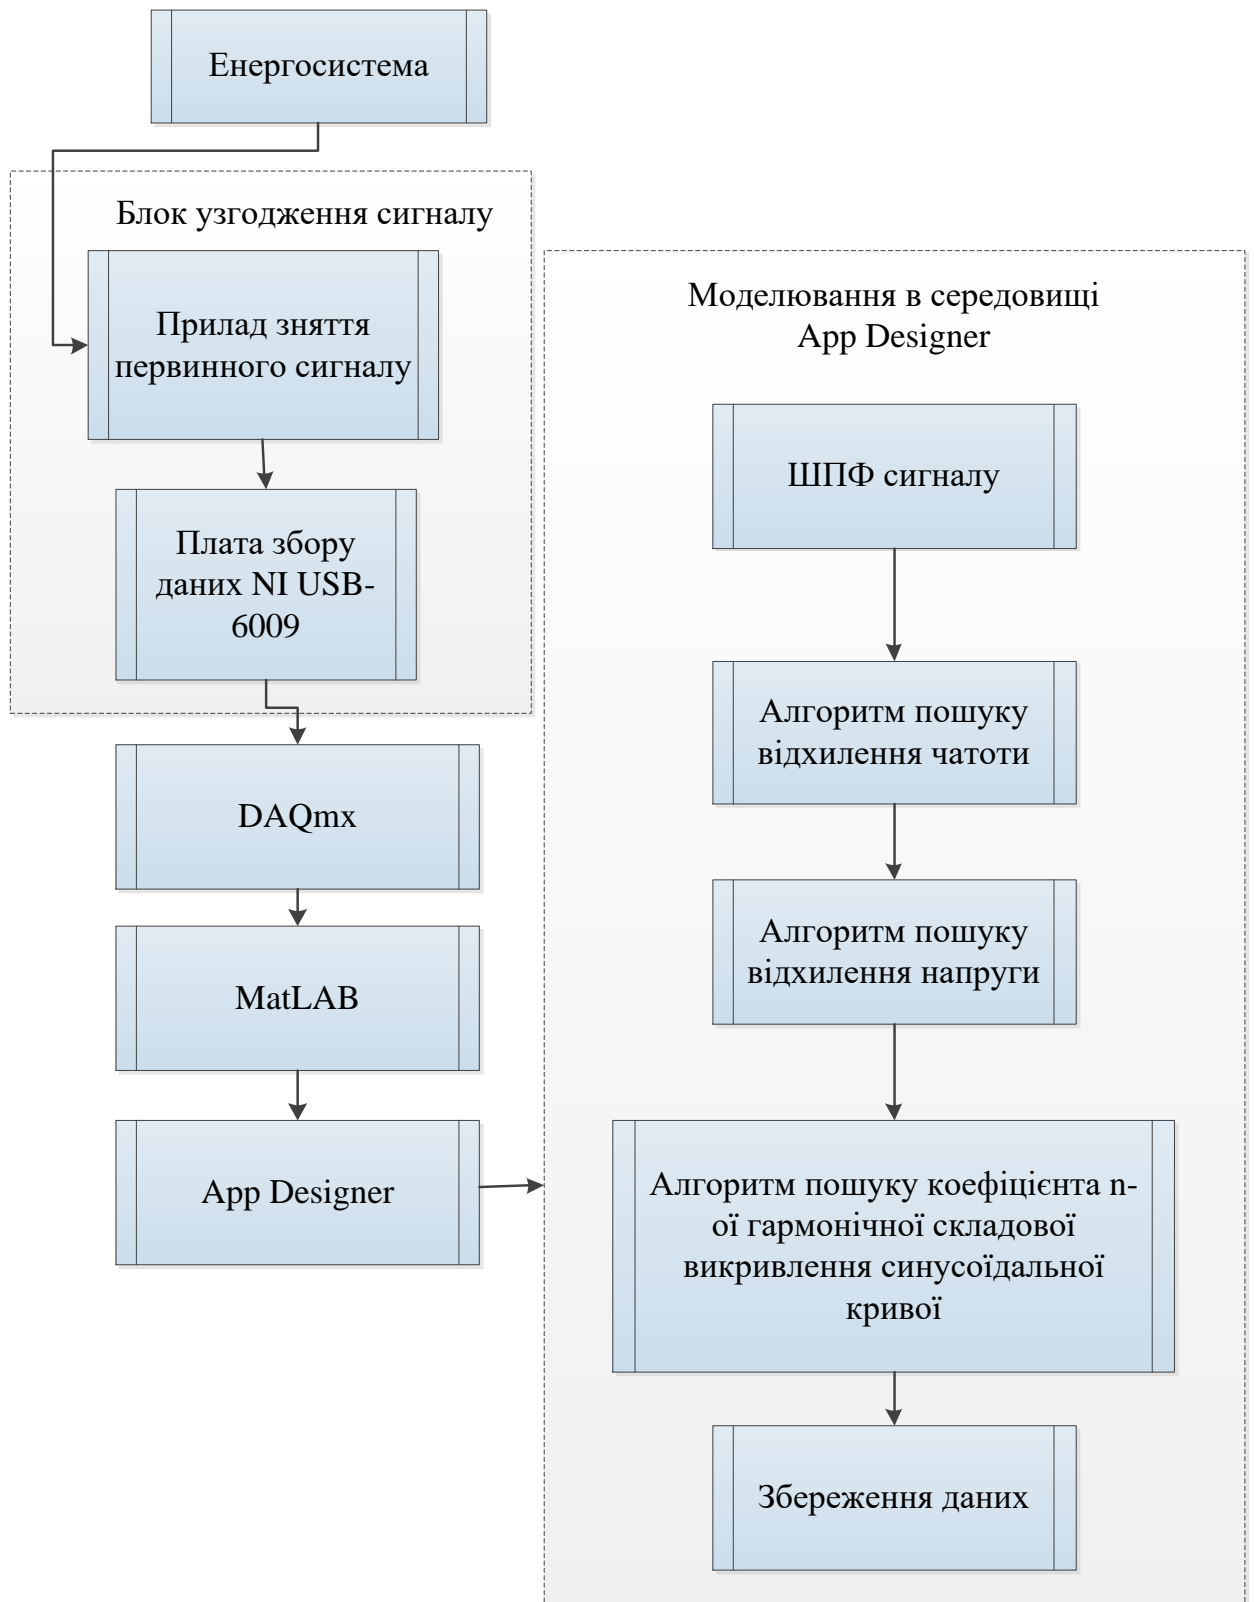 Енергосистема
Блок узгодження сигналу
Прилад зняття
первинного сигналу
Плата збору
даних NI USB-
6009
DAQmx
MatLAB
App Designer
Моделювання в середовищі
App Designer
ШПФ сигналу
Алгоритм пошуку
відхилення чатоти
Алгоритм пошуку
відхилення напруги
Алгоритм пошуку коефіцієнта n-
ої гармонічної складової
викривлення синусоїдальної
кривої
Збереження даних